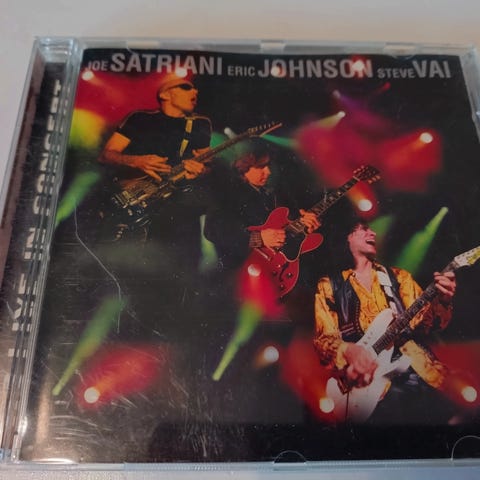 JOE SATRIANI ERIC JOHNSON STEVE VAI
LIVE IN CONCERT